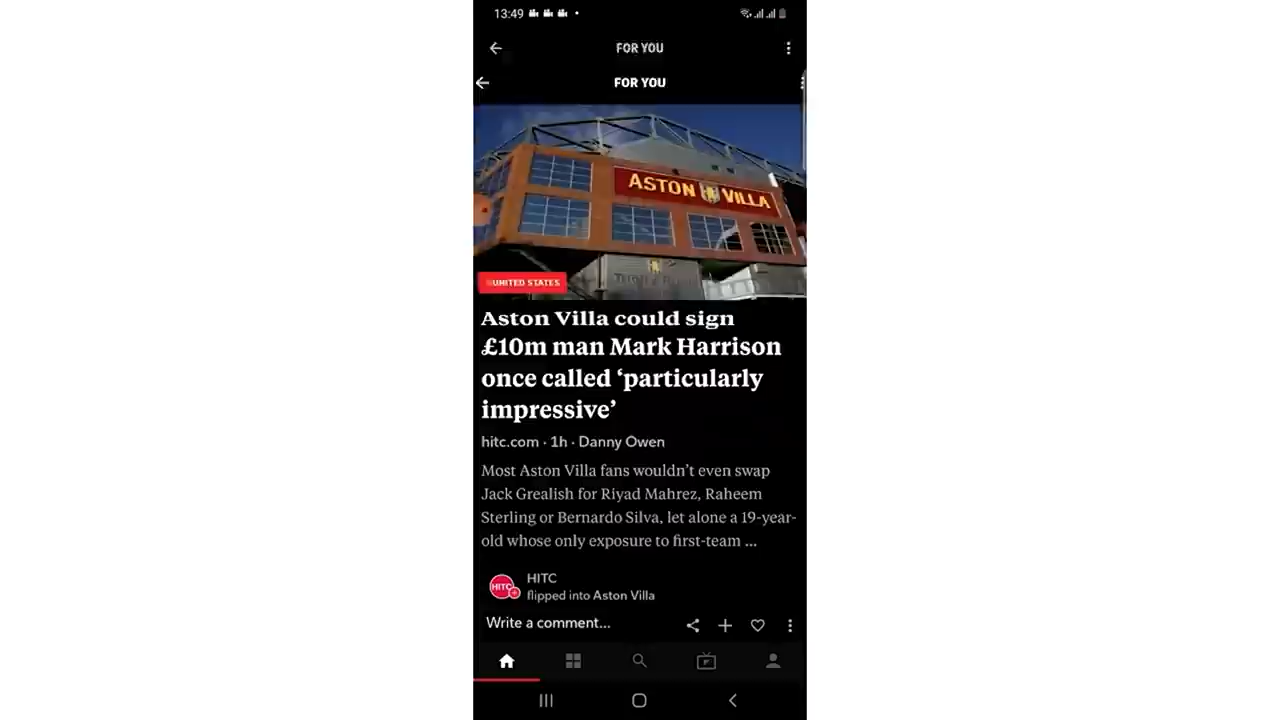 13:49
FOR YOU
FOR YOU
ASTON VILLA
UNITED STATES
Aston Villa could sign
£10m man Mark Harrison
once called ‘particularly
impressive’
hitc.com · 1h · Danny Owen
Most Aston Villa fans wouldn’t even swap
Jack Grealish for Riyad Mahrez, Raheem
Sterling or Bernardo Silva, let alone a 19-year-
old whose only exposure to first-team ...
HITC
HITC
flipped into Aston Villa
Write a comment...